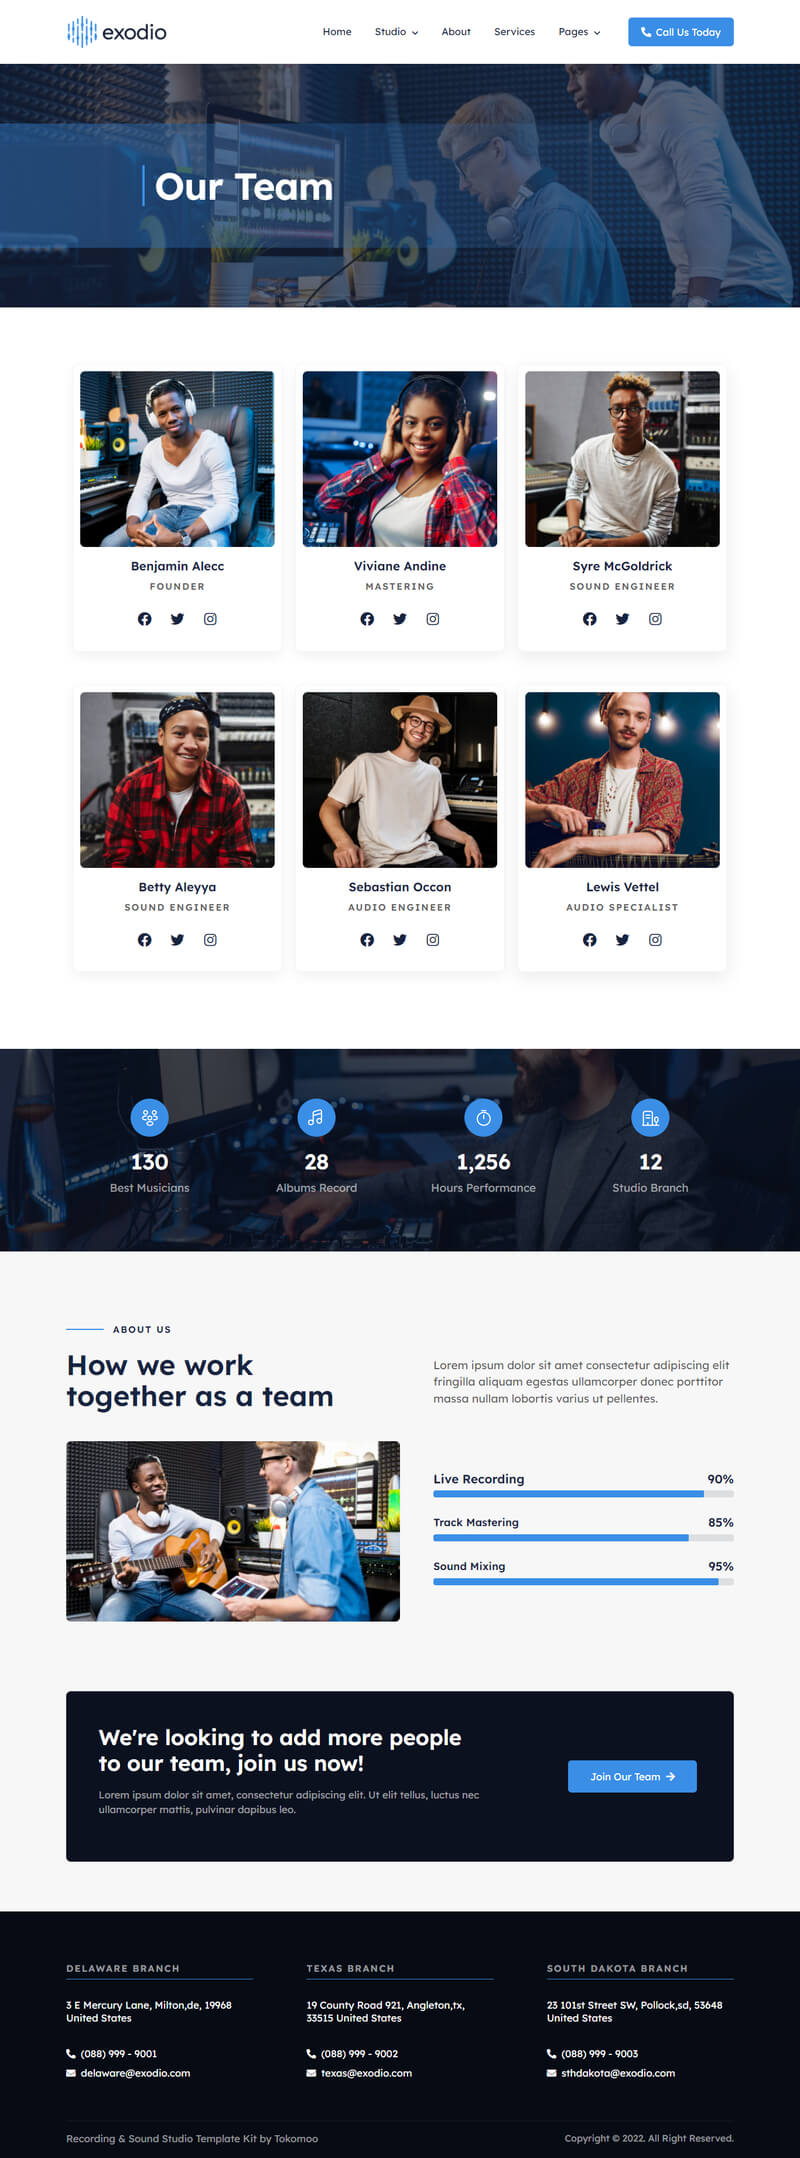 exodio
Home Studio About Services Pages Call Us Today
Our Team
Benjamin Alecc
FOUNDER
Viviane Andine
MASTERING
Syre McGoldrick
SOUND ENGINEER
Betty Aleyya
SOUND ENGINEER
Sebastian Occon
AUDIO ENGINEER
Lewis Vettel
AUDIO SPECIALIST
130
Best Musicians
28
Albums Record
1,256
Hours Performance
12
Studio Branch
ABOUT US
How we work
together as a team
Lorem ipsum dolor sit amet consectetur adipiscing elit
fringilla aliquam egestas ullamcorper donec porttitor
massa nullam lobortis varius ut pellentes.
Live Recording 90%
Track Mastering 85%
Sound Mixing 95%
We're looking to add more people
to our team, join us now!
Lorem ipsum dolor sit amet, consectetur adipiscing elit. Ut elit tellus, luctus nec
ullamcorper mattis, pulvinar dapibus leo.
Join Our Team
DELAWARE BRANCH
3 E Mercury Lane, Milton,de, 19968
United States
(088) 999 - 9001
delaware@exodio.com
TEXAS BRANCH
19 County Road 921, Angleton,tx,
33515 United States
(088) 999 - 9002
texas@exodio.com
SOUTH DAKOTA BRANCH
23 101st Street SW, Pollock,sd, 53648
United States
(088) 999 - 9003
sthdakota@exodio.com
Recording & Sound Studio Template Kit by Tokomoo
Copyright © 2022. All Right Reserved.